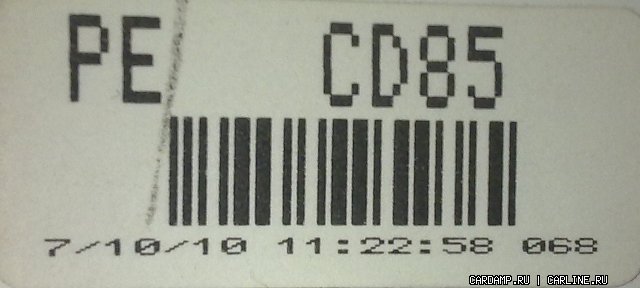 PE CD85
7/10/10 11:22:58 068
CARDAMP.RU | CARLINE.RU